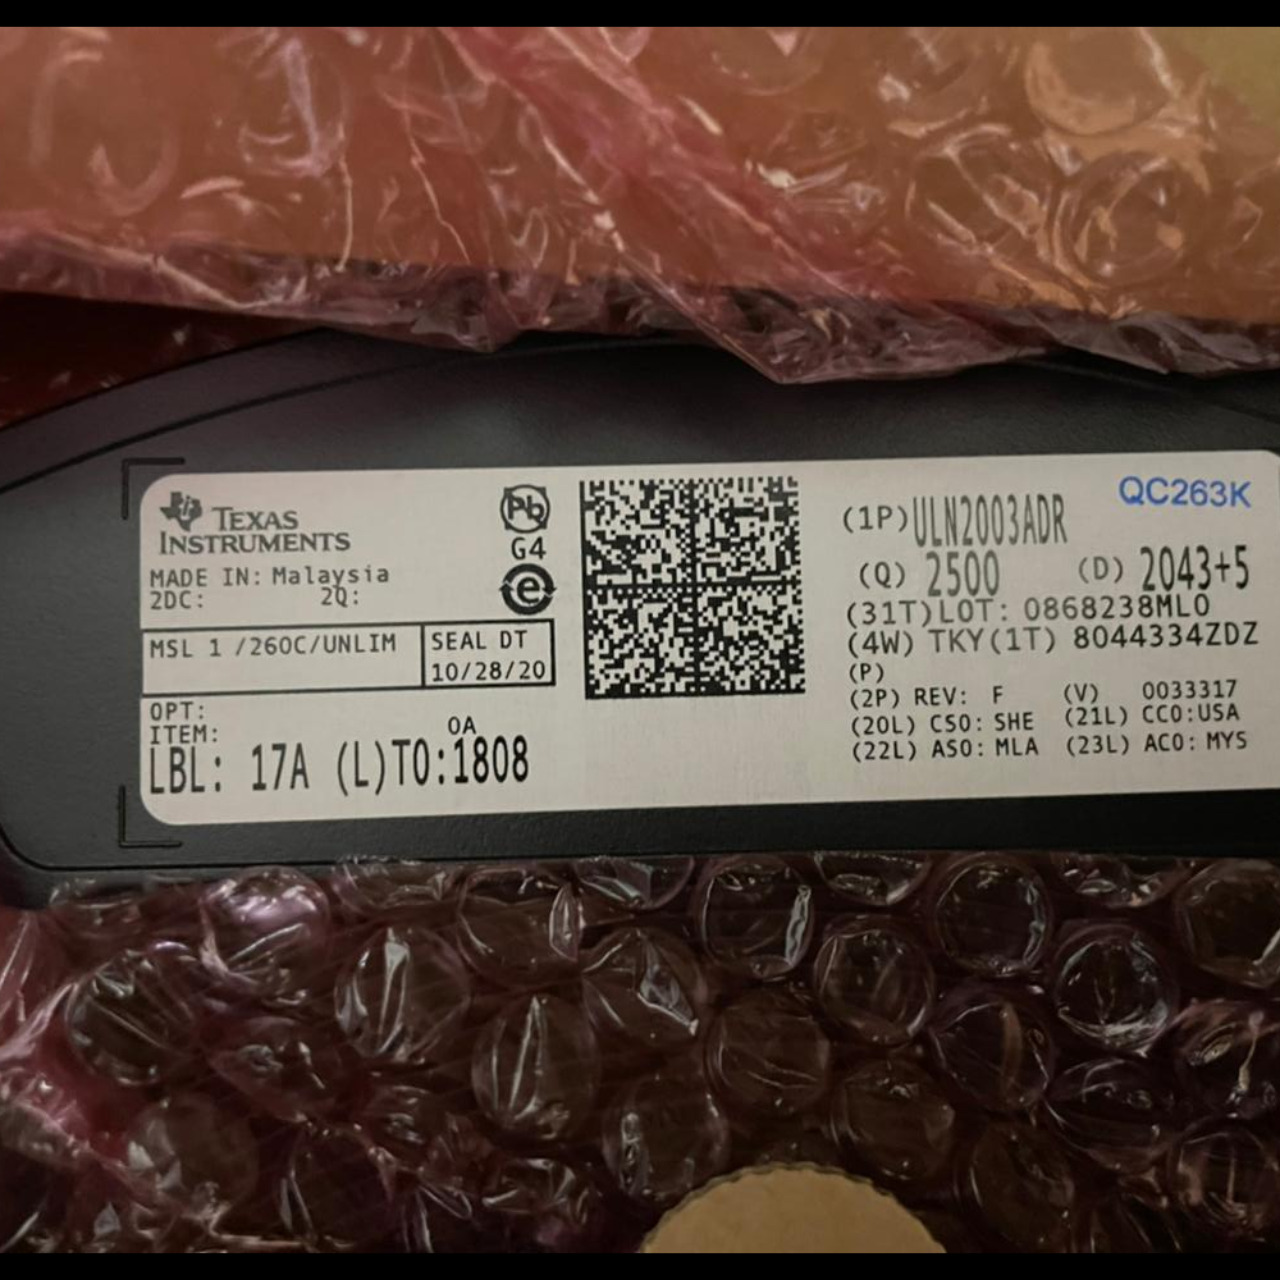 TEXAS
INSTRUMENTS
Pb
G4
e
MADE IN: Malaysia
2DC: 2Q:
MSL 1 /260C/UNLIM
SEAL DT
10/28/20
OPT:
ITEM:
0A
LBL: 17A (L)T0:1808
QC263K
(1P)ULN2003ADR
(Q) 2500 (D) 2043+5
(31T)LOT: 0868238ML0
(4W) TKY(1T) 8044334ZDZ
(P)
(2P) REV: F (V) 0033317
(20L) CSO: SHE (21L) CCO:USA
(22L) ASO: MLA (23L) ACO: MYS